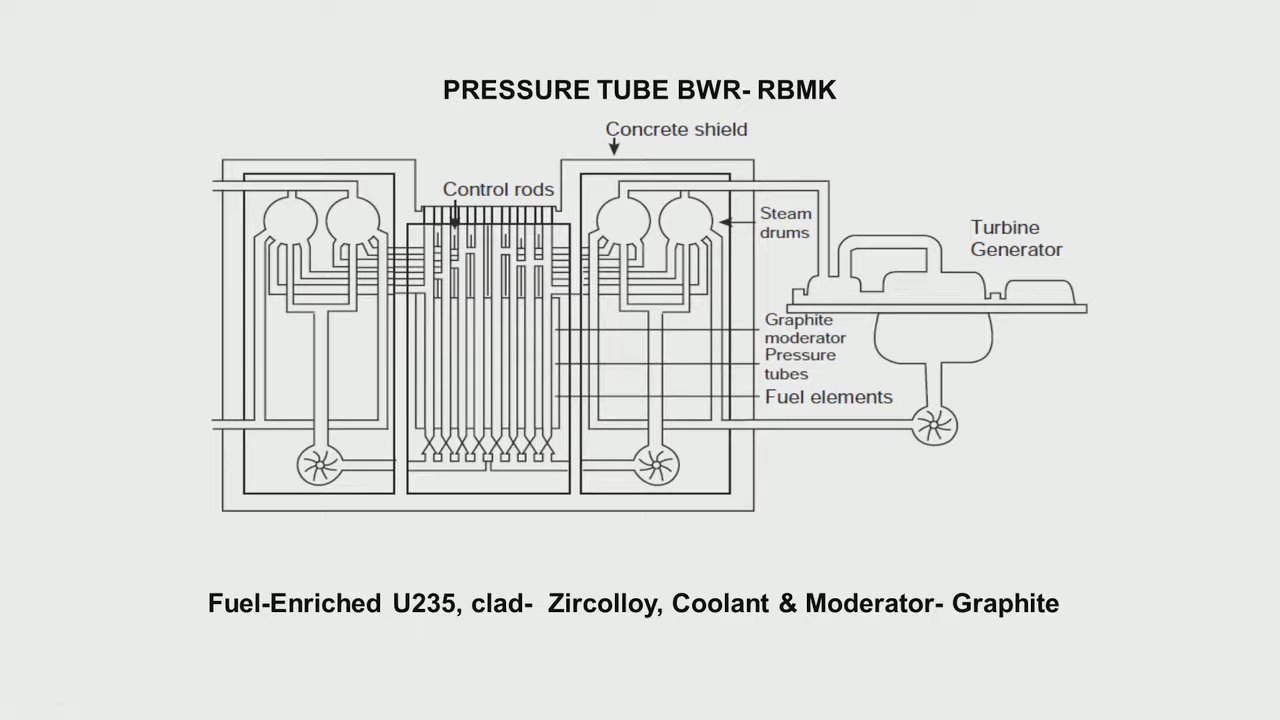 PRESSURE TUBE BWR- RBMK
Concrete shield
Control rods
Steam
drums
Turbine
Generator
Graphite
moderator
Pressure
tubes
Fuel elements
Fuel-Enriched U235, clad- Zircolloy, Coolant & Moderator- Graphite